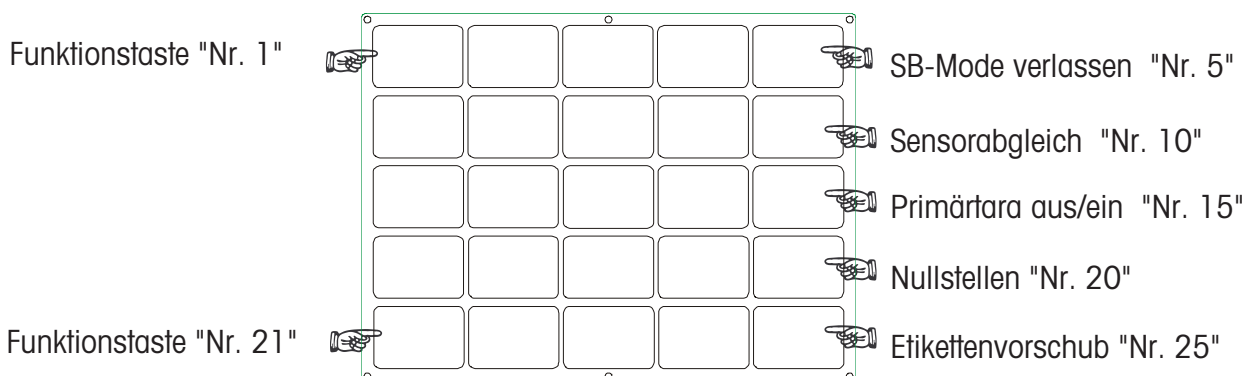 Funktionstaste "Nr. 1"
SB-Mode verlassen "Nr. 5"
Sensorabgleich "Nr. 10"
Primärtara aus/ein "Nr. 15"
Nullstellen "Nr. 20"
Funktionstaste "Nr. 21"
Etikettenvorschub "Nr. 25"